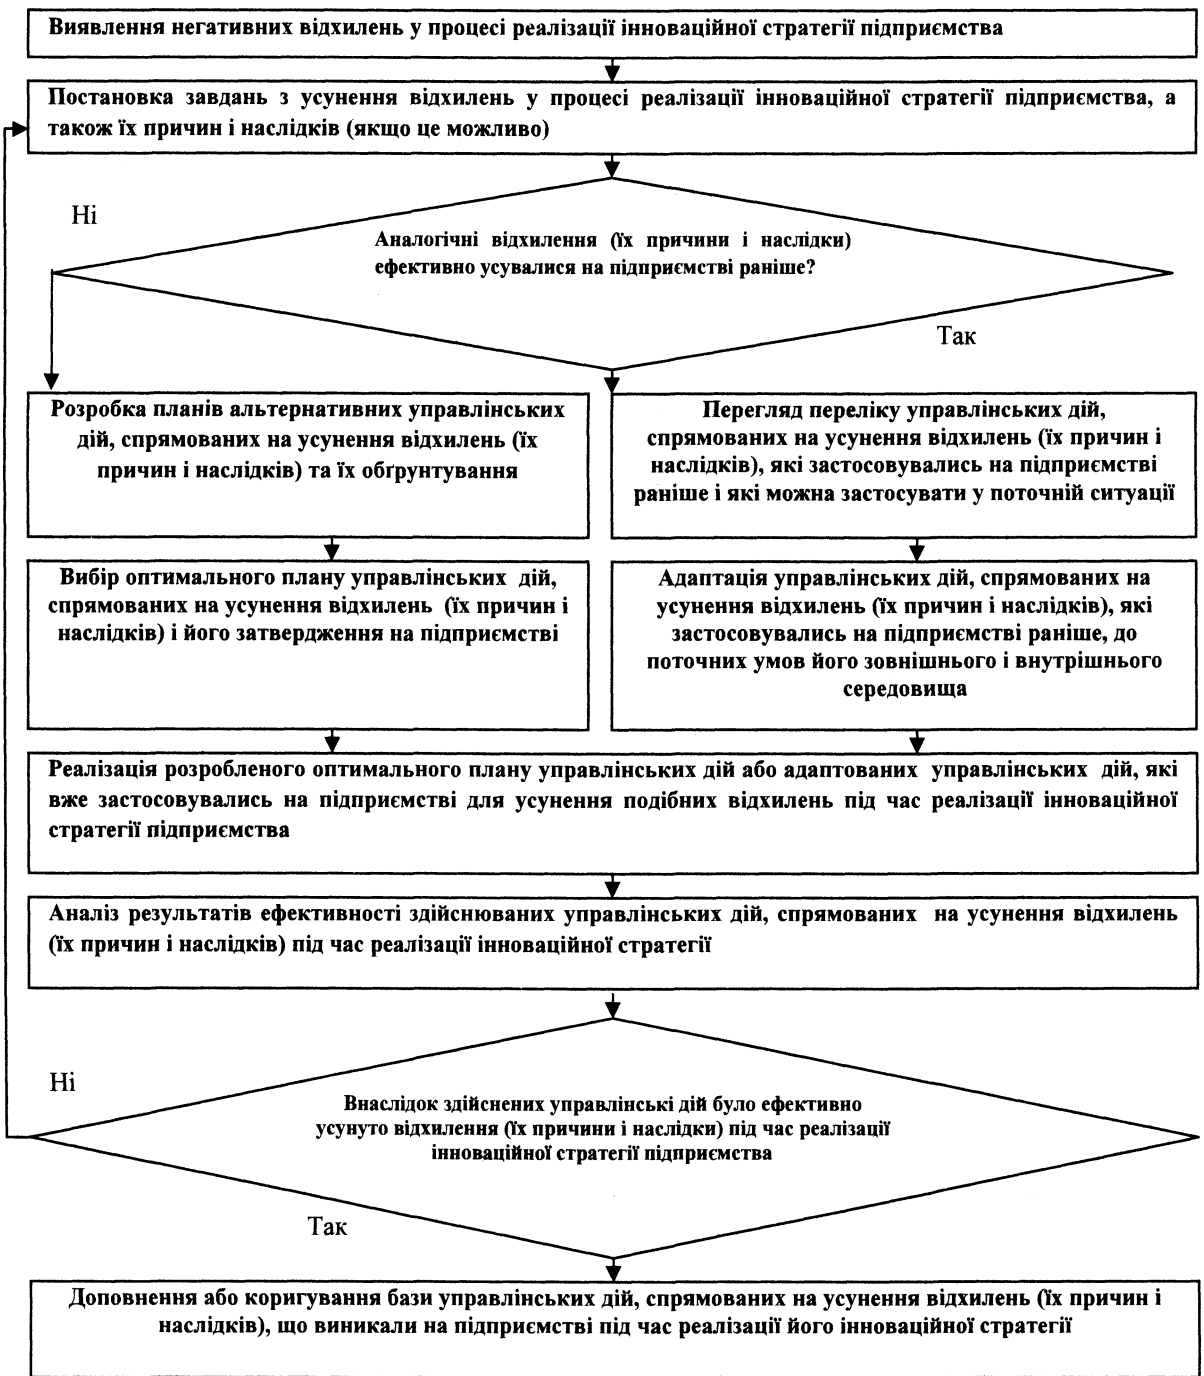 Виявлення негативних відхилень у процесі реалізації інноваційної стратегії підприємства
Постановка завдань з усунення відхилень у процесі реалізації інноваційної стратегії підприємства, а
також їх причин і наслідків (якщо це можливо)
Ні
Аналогічні відхилення (їх причини і наслідки)
ефективно усувалися на підприємстві раніше?
Так
Розробка планів альтернативних управлінських
дій, спрямованих на усунення відхилень (їх
причин і наслідків) та їх обґрунтування
Перегляд переліку управлінських дій,
спрямованих на усунення відхилень (їх причин і
наслідків), які застосовувались на підприємстві
раніше і які можна застосувати у поточній ситуації
Вибір оптимального плану управлінських дій,
спрямованих на усунення відхилень (їх причин і
наслідків) і його затвердження на підприємстві
Адаптація управлінських дій, спрямованих на
усунення відхилень (їх причин і наслідків), які
застосовувались на підприємстві раніше, до
поточних умов його зовнішнього і внутрішнього
середовища
Реалізація розробленого оптимального плану управлінських дій або адаптованих управлінських дій, які
вже застосовувались на підприємстві для усунення подібних відхилень під час реалізації інноваційної
стратегії підприємства
Аналіз результатів ефективності здійснюваних управлінських дій, спрямованих на усунення відхилень
(їх причин і наслідків) під час реалізації інноваційної стратегії
Ні
Внаслідок здійснених управлінські дій було ефективно
усунуто відхилення (їх причини і наслідки) під час реалізації
інноваційної стратегії підприємства
Так
Доповнення або коригування бази управлінських дій, спрямованих на усунення відхилень (їх причин і
наслідків), що виникали на підприємстві під час реалізації його інноваційної стратегії